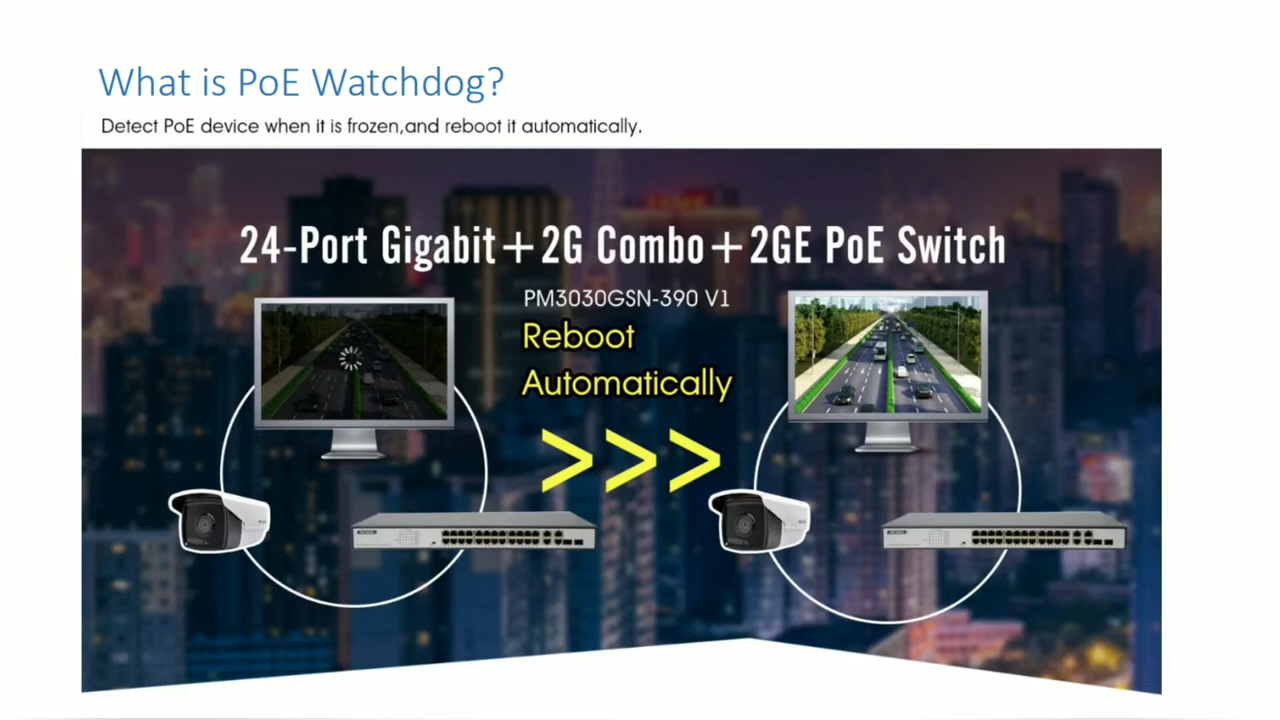 What is PoE Watchdog?
Detect PoE device when it is frozen,and reboot it automatically.
24-Port Gigabit+2G Combo+2GE PoE Switch
PM3030GSN-390 V1
Reboot
Automatically
>>>